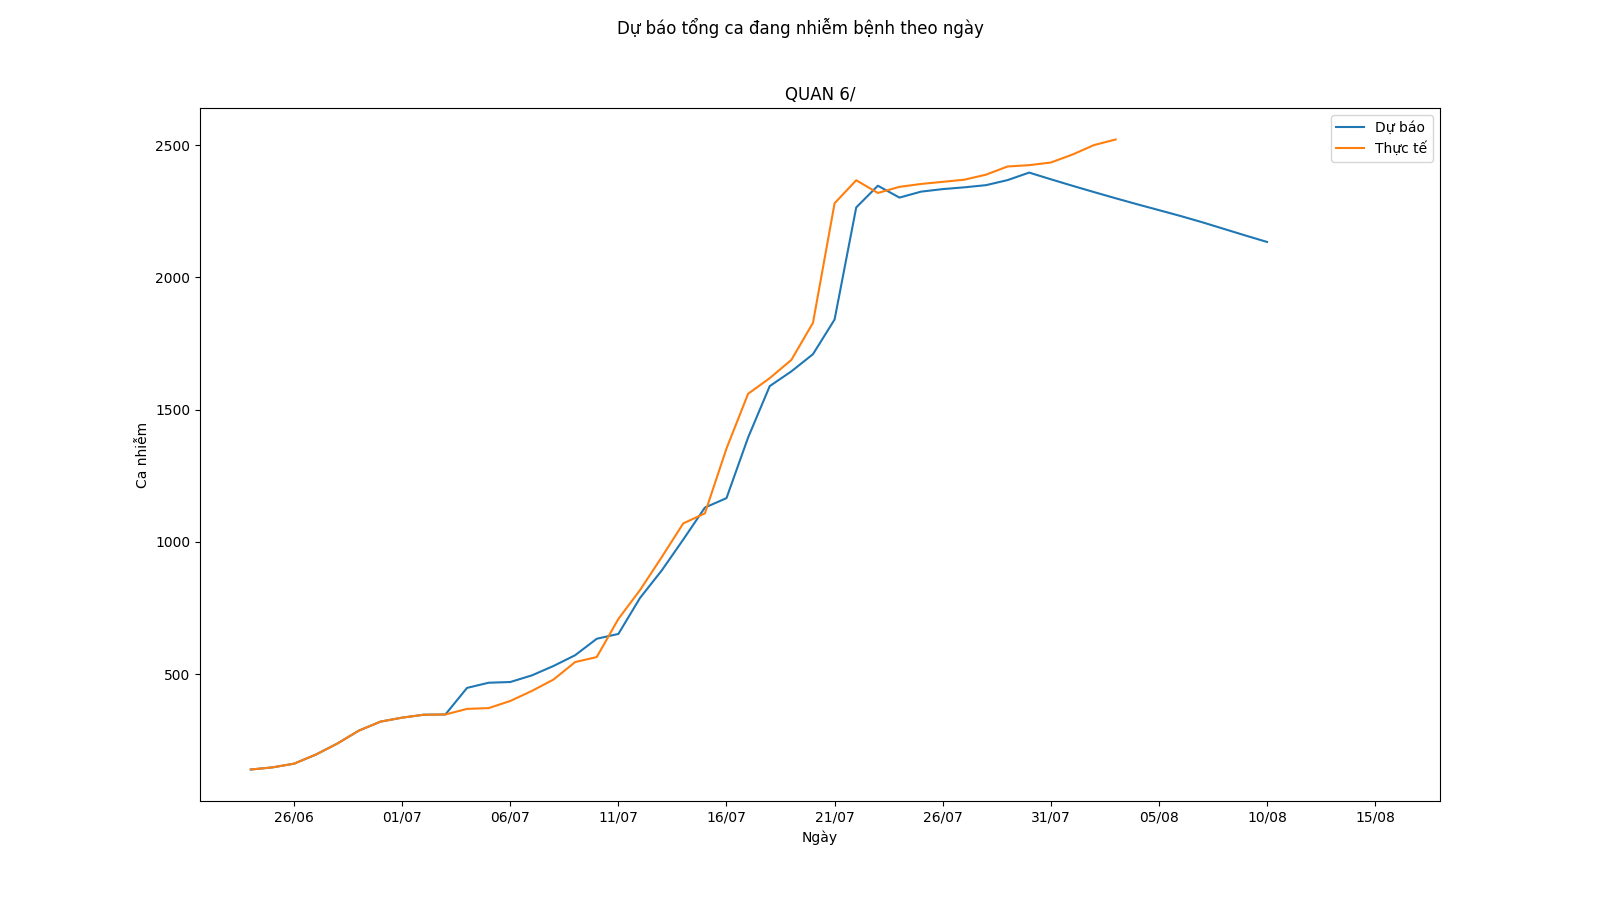 Dự báo tổng ca đang nhiễm bệnh theo ngày
QUAN 6/
Dự báo
Thực tế
2500
2000
1500
1000
500
Ca nhiễm
26/06 01/07 06/07 11/07 16/07 21/07 26/07 31/07 05/08 10/08 15/08
Ngày